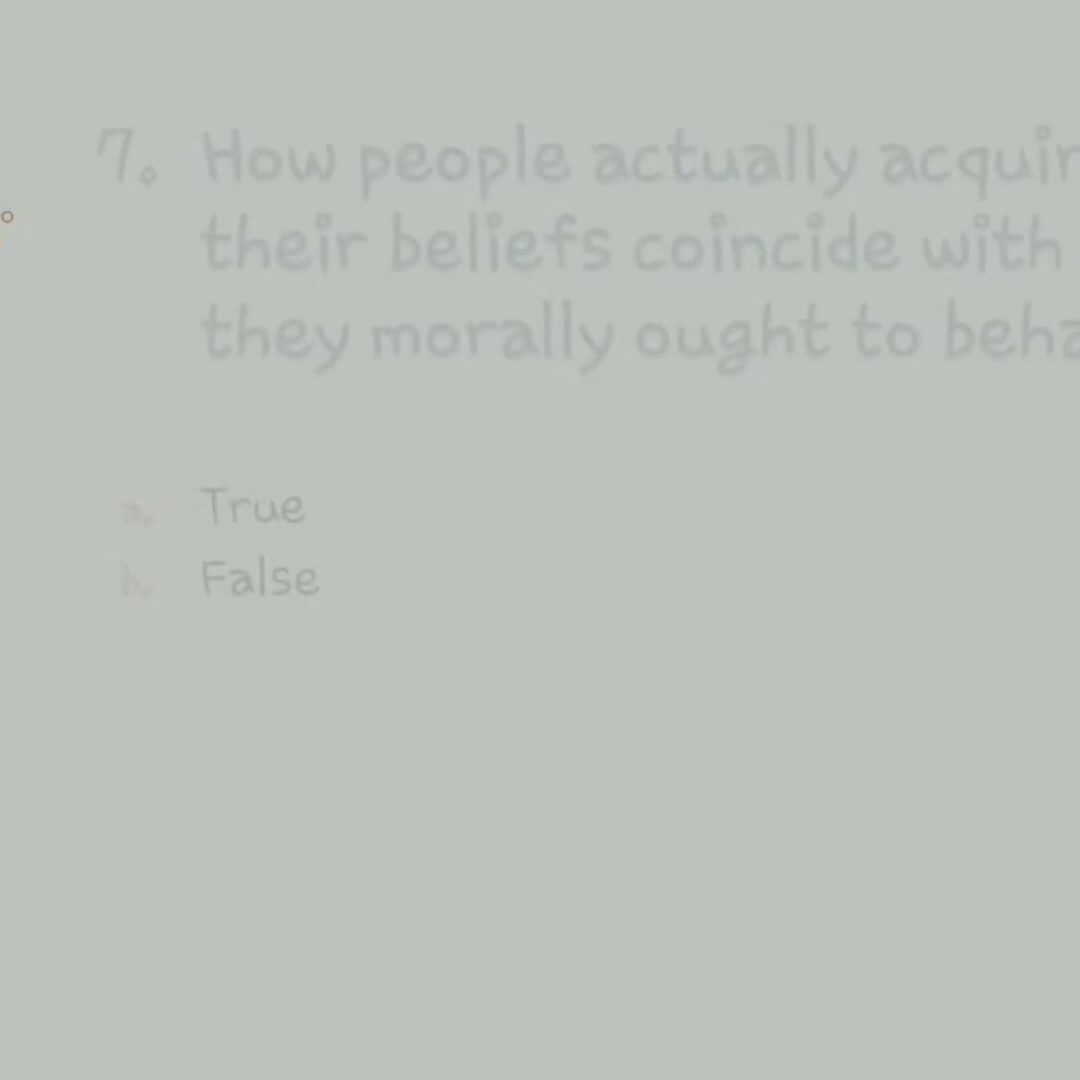 7. How people actually acquir
their beliefs coincide with
they morally ought to beha
a. True
b. False